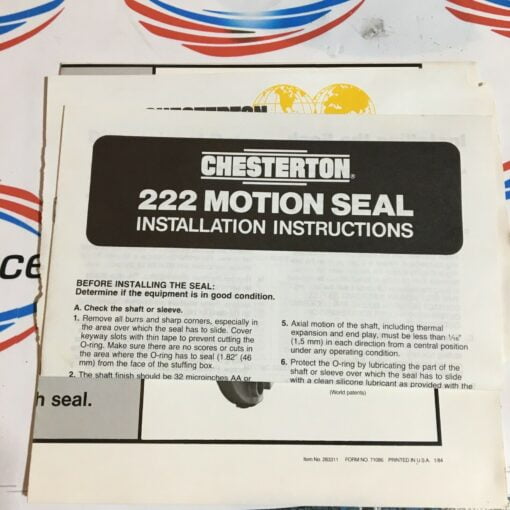 CHESTERTON
CHESTERTON®
222 MOTION SEAL
INSTALLATION INSTRUCTIONS
BEFORE INSTALLING THE SEAL:
Determine if the equipment is in good condition.
A. Check the shaft or sleeve.
1. Remove all burrs and sharp corners, especially in
the area over which the seal has to slide. Cover
keyway slots with thin tape to prevent cutting the
O-ring. Make sure there are no scores or cuts in
the area where the O-ring has to seal (1.82" (46
mm) from the face of the stuffing box.
2. The shaft finish should be 32 microinches AA or
5. Axial motion of the shaft, including thermal
expansion and end play, must be less than 1/16"
(1,5 mm) in each direction from a central position
under any operating condition.
6. Protect the O-ring by lubricating the part of the
shaft or sleeve over which the seal has to slide
with a clean silicone lubricant as provided with the
(World patents)
h seal.
Item No. 283311 FORM NO. 71086 PRINTED IN U.S.A. 1/84
ce